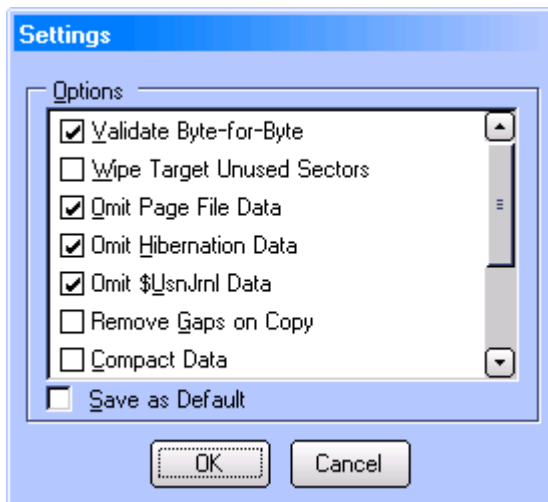 Settings
Options
Validate Byte-for-Byte
Wipe Target Unused Sectors
Omit Page File Data
Omit Hibernation Data
Omit $UsnJrnl Data
Remove Gaps on Copy
Compact Data
Save as Default
OK Cancel